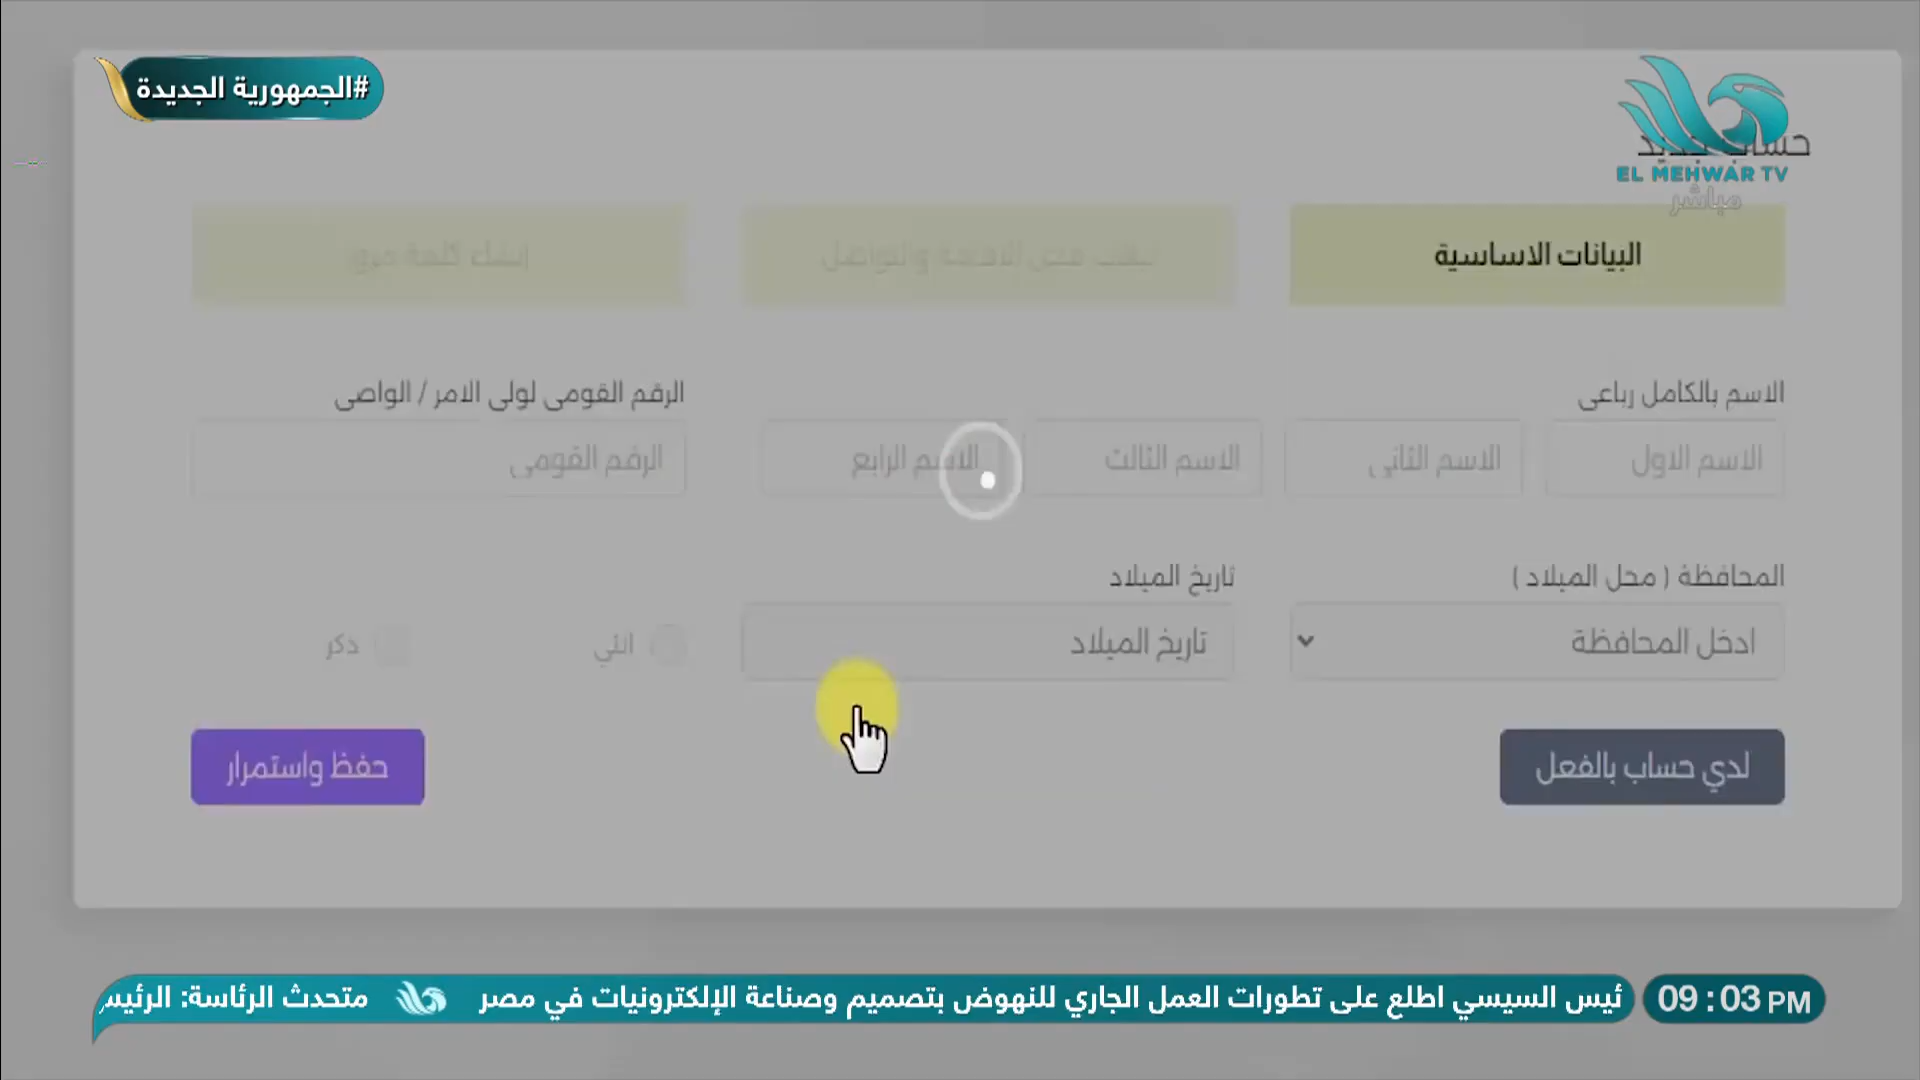 #الجمهورية الجديدة
EL MEHWAR TV
مباشر
البيانات الاساسية
الاسم بالكامل رباعى
الرقم القومى لولى الامر / الواصى
الاسم الاول
الاسم الثانى
الاسم الثالث
الاسم الرابع
الرقم القومى
المحافظة ( محل الميلاد )
تاريخ الميلاد
ادخل المحافظة
تاريخ الميلاد
انثي
ذكر
لدي حساب بالفعل
حفظ واستمرار
ئيس السيسي اطلع على تطورات العمل الجاري للنهوض بتصميم وصناعة الإلكترونيات في مصر
متحدث الرئاسة: الرئيس
09:03 PM